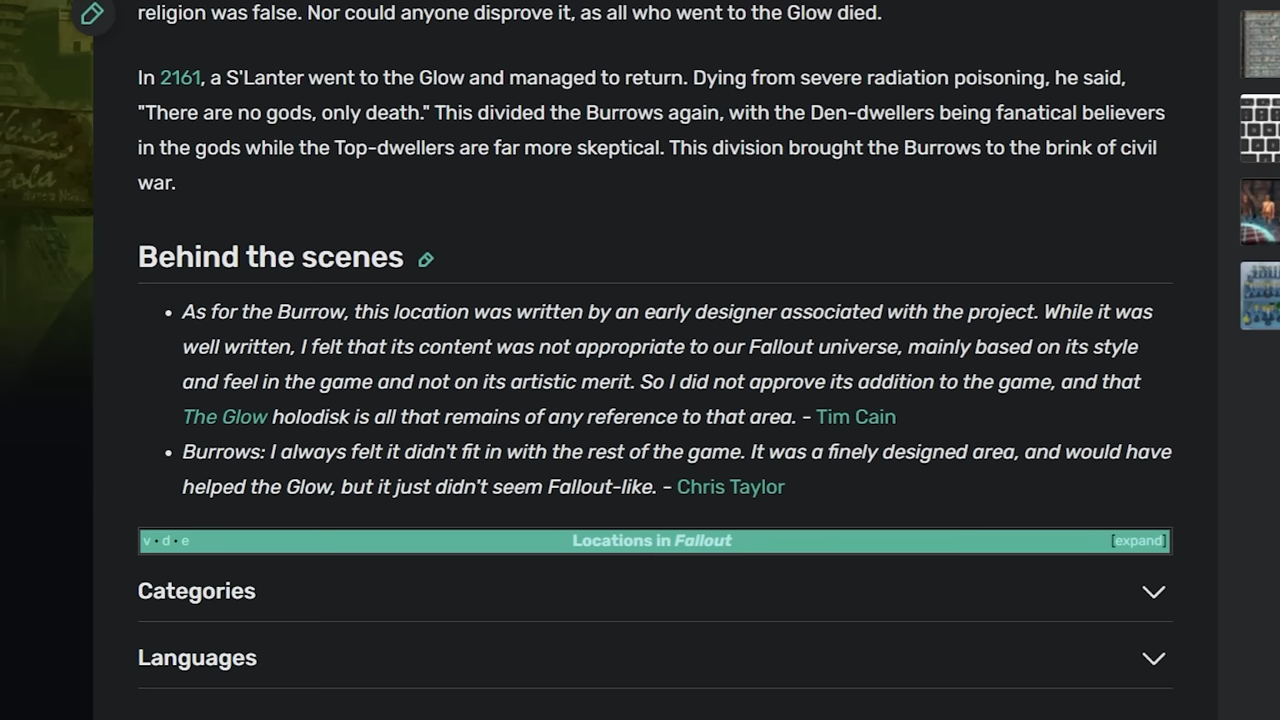 religion was false. Nor could anyone disprove it, as all who went to the Glow died.
In 2161, a S'Lanter went to the Glow and managed to return. Dying from severe radiation poisoning, he said,
"There are no gods, only death." This divided the Burrows again, with the Den-dwellers being fanatical believers
in the gods while the Top-dwellers are far more skeptical. This division brought the Burrows to the brink of civil
war.
Behind the scenes
• As for the Burrow, this location was written by an early designer associated with the project. While it was
well written, I felt that its content was not appropriate to our Fallout universe, mainly based on its style
and feel in the game and not on its artistic merit. So I did not approve its addition to the game, and that
The Glow holodisk is all that remains of any reference to that area. - Tim Cain
• Burrows: I always felt it didn't fit in with the rest of the game. It was a finely designed area, and would have
helped the Glow, but it just didn't seem Fallout-like. - Chris Taylor
v · d · e Locations in Fallout [expand]
Categories
Languages